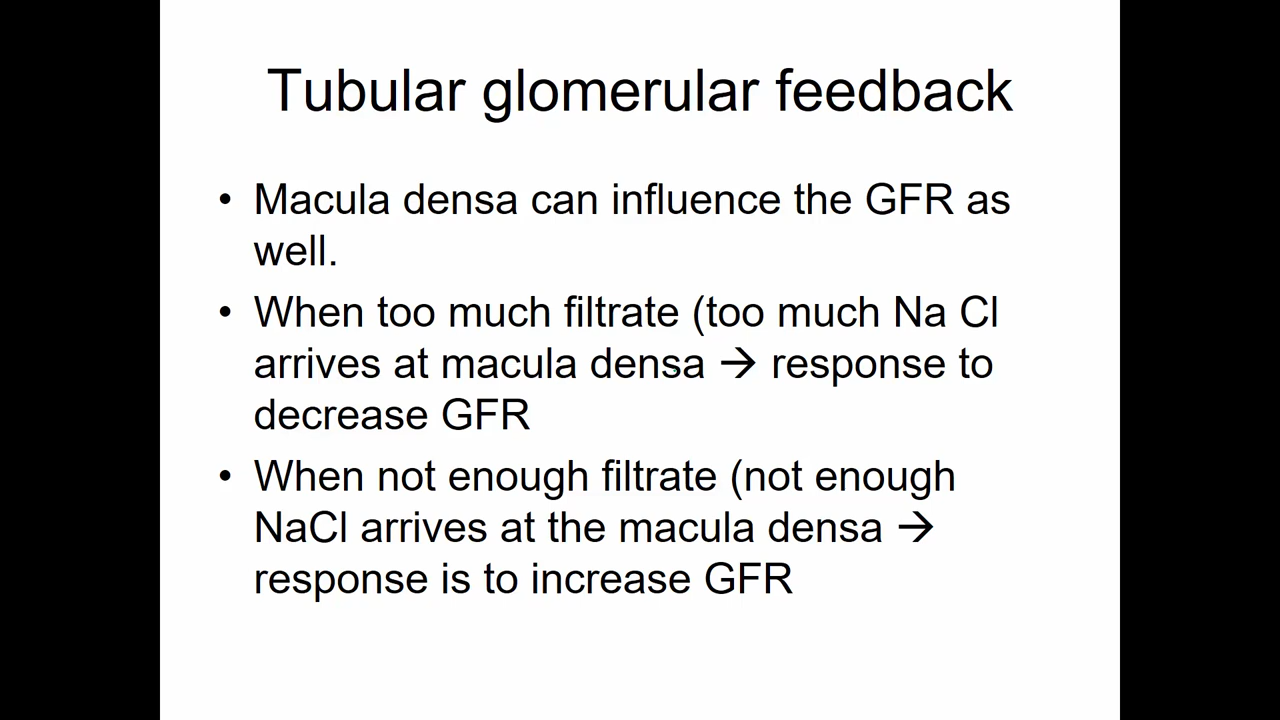 Tubular glomerular feedback
• Macula densa can influence the GFR as
well.
• When too much filtrate (too much Na Cl
arrives at macula densa → response to
decrease GFR
• When not enough filtrate (not enough
NaCl arrives at the macula densa →
response is to increase GFR